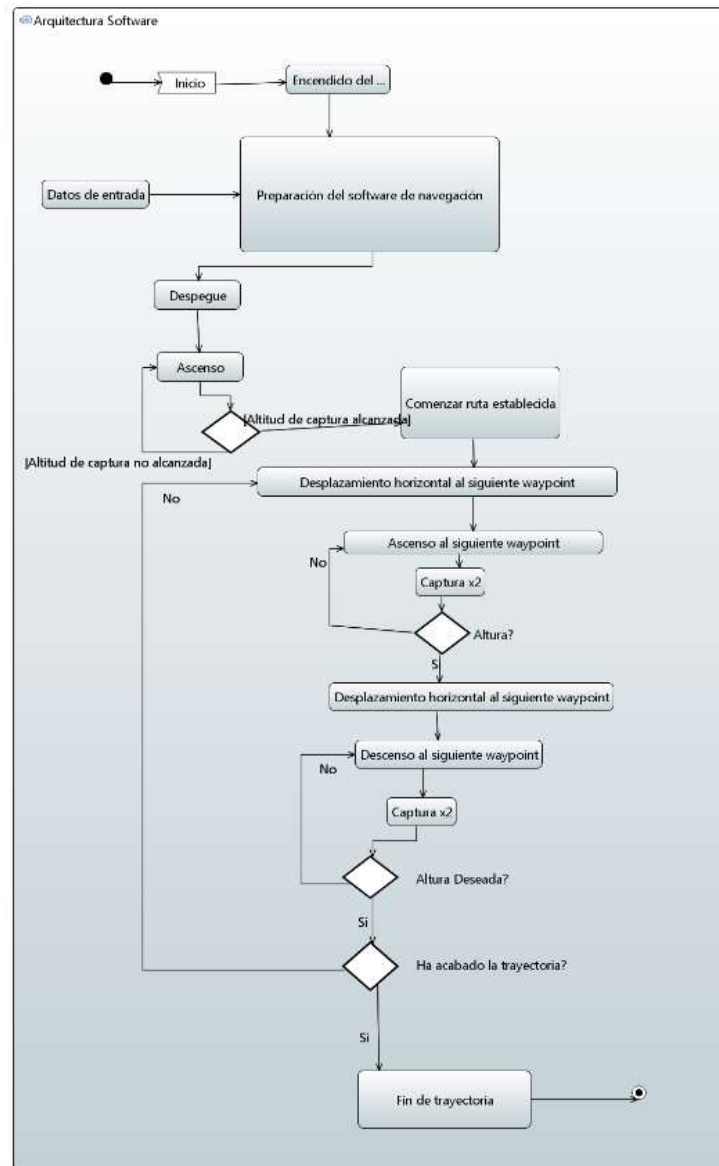 Arquitectura Software
Inicio
Encendido del ...
Datos de entrada
Preparación del software de navegación
Despegue
Ascenso
[Altitud de captura alcanzada]
Comenzar ruta establecida
[Altitud de captura no alcanzada]
Desplazamiento horizontal al siguiente waypoint
No
Ascenso al siguiente waypoint
No
Captura x2
Altura?
S
Desplazamiento horizontal al siguiente waypoint
Descenso al siguiente waypoint
No
Captura x2
Altura Deseada?
Si
Ha acabado la trayectoria?
Si
Fin de trayectoria